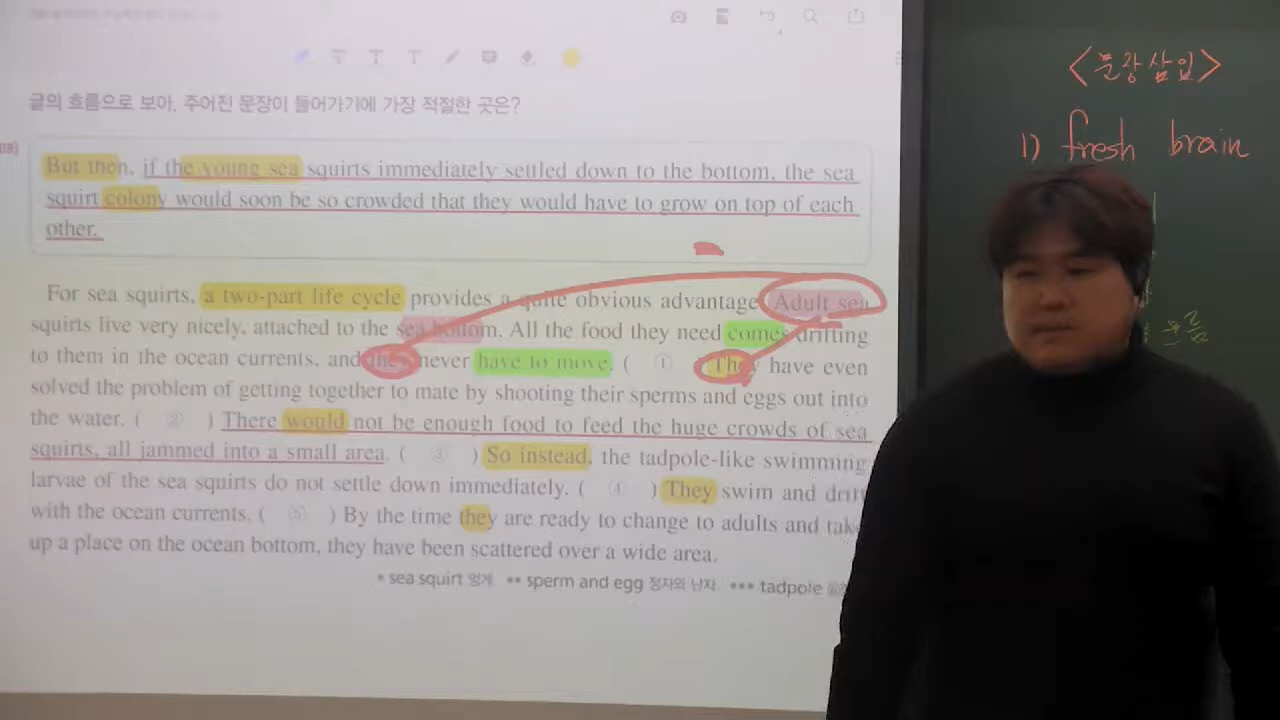 글의 흐름으로 보아, 주어진 문장이 들어가기에 가장 적절한 곳은?
<문장삽입>
1) fresh brain
But then, if the young sea squirts immediately settled down to the bottom, the sea
squirt colony would soon be so crowded that they would have to grow on top of each
other.
For sea squirts, a two-part life cycle provides a quite obvious advantage. Adult sea
squirts live very nicely, attached to the sea bottom. All the food they need comes drifting
to them in the ocean currents, and they never have to move. ( ① ) They have even
solved the problem of getting together to mate by shooting their sperms and eggs out into
the water. ( ② ) There would not be enough food to feed the huge crowds of sea
squirts, all jammed into a small area. ( ③ ) So instead, the tadpole-like swimming
larvae of the sea squirts do not settle down immediately. ( ④ ) They swim and drift
with the ocean currents. ( ⑤ ) By the time they are ready to change to adults and tak
up a place on the ocean bottom, they have been scattered over a wide area.
* sea squirt 멍게 ** sperm and egg 정자와 난자 *** tadpole